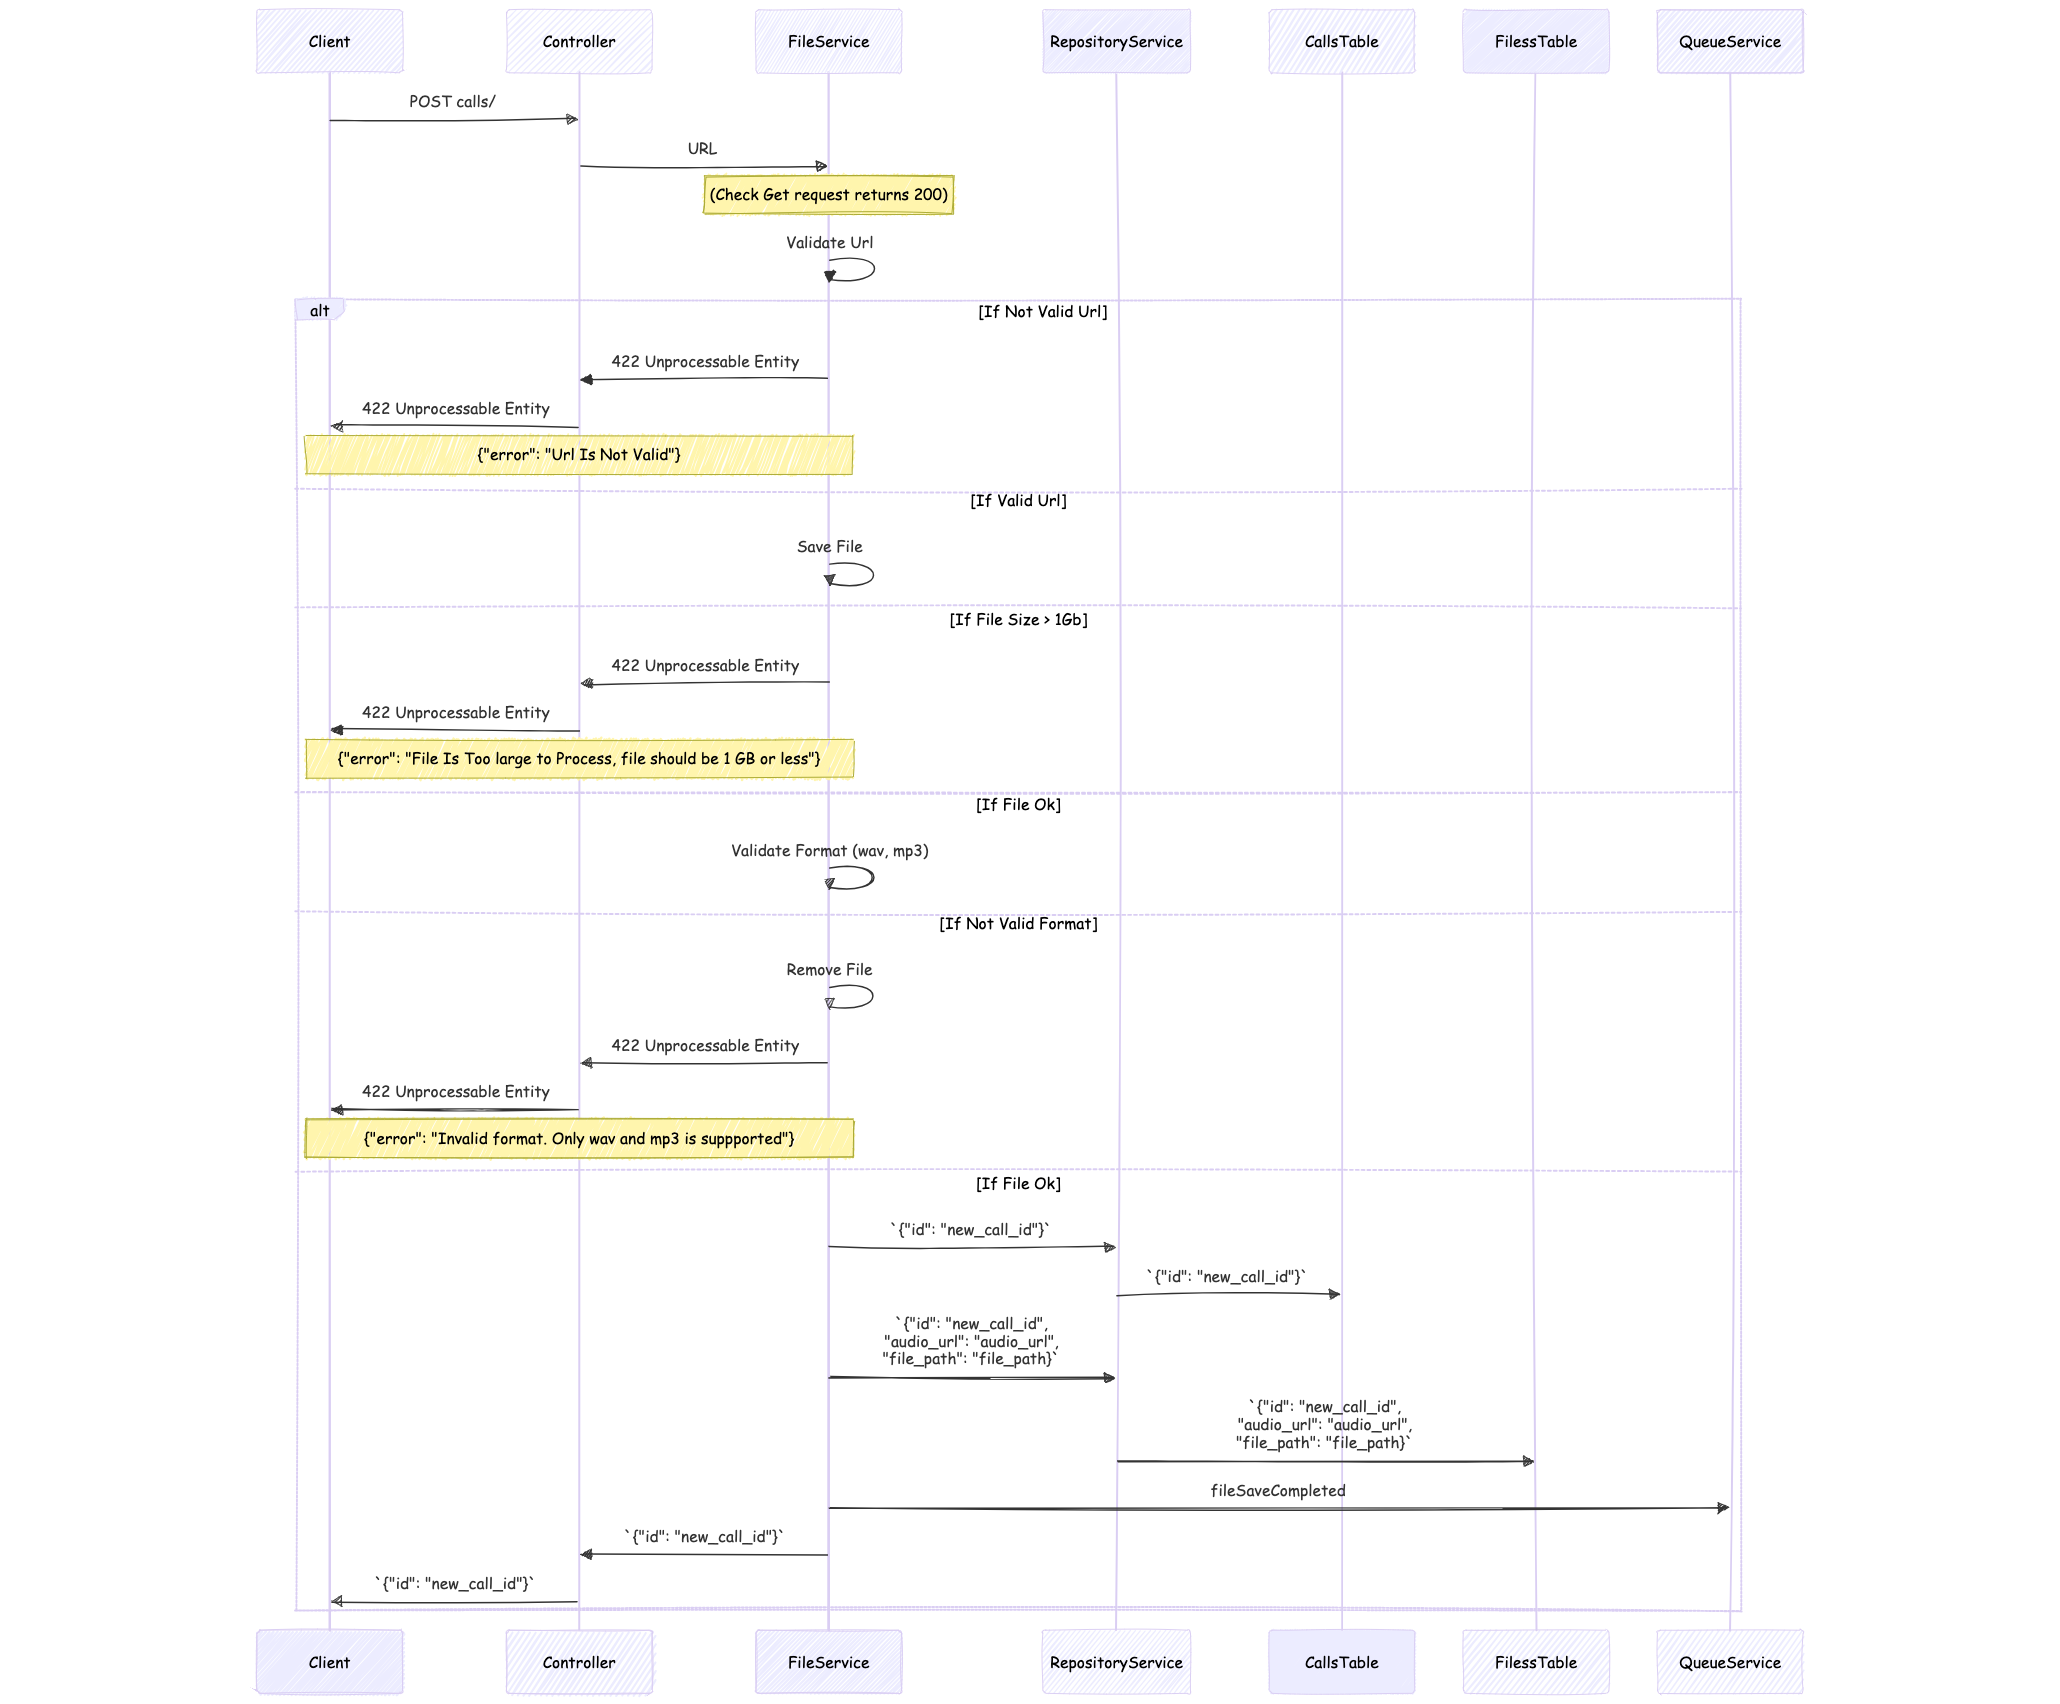 Client
Controller
FileService
RepositoryService
CallsTable
FilessTable
QueueService
POST calls/
URL
(Check Get request returns 200)
Validate Url
alt
[If Not Valid Url]
422 Unprocessable Entity
422 Unprocessable Entity
{"error": "Url Is Not Valid"}
[If Valid Url]
Save File
[If File Size > 1Gb]
422 Unprocessable Entity
422 Unprocessable Entity
{"error": "File Is Too large to Process, file should be 1 GB or less"}
[If File Ok]
Validate Format (wav, mp3)
[If Not Valid Format]
Remove File
422 Unprocessable Entity
422 Unprocessable Entity
{"error": "Invalid format. Only wav and mp3 is suppported"}
[If File Ok]
`{"id": "new_call_id"}`
`{"id": "new_call_id"}`
`{"id": "new_call_id",
"audio_url": "audio_url",
"file_path": "file_path}`
`{"id": "new_call_id",
"audio_url": "audio_url",
"file_path": "file_path}`
fileSaveCompleted
`{"id": "new_call_id"}`
`{"id": "new_call_id"}`
Client
Controller
FileService
RepositoryService
CallsTable
FilessTable
QueueService